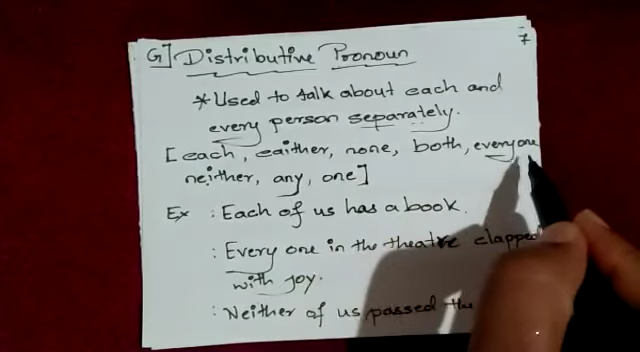 7
G] Distributive Pronoun
* Used to talk about each and
every person separately.
[each, eaither, none, both, everyone
neither, any, one]
Ex : Each of us has a book.
: Every one in the theatre clapped
with joy.
: Neither of us passed the